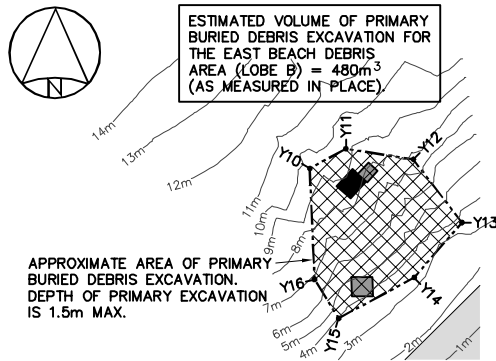 ESTIMATED VOLUME OF PRIMARY
BURIED DEBRIS EXCAVATION FOR
THE EAST BEACH DEBRIS
AREA (LOBE B) = 480m³
(AS MEASURED IN PLACE).
N
14m
13m
12m
11m
10m
9m
8m
Y10
Y11
Y12
Y13
APPROXIMATE AREA OF PRIMARY
BURIED DEBRIS EXCAVATION.
DEPTH OF PRIMARY EXCAVATION
IS 1.5m MAX.
Y16
Y14
Y15
7m
6m
5m
4m
3m
2m
1m